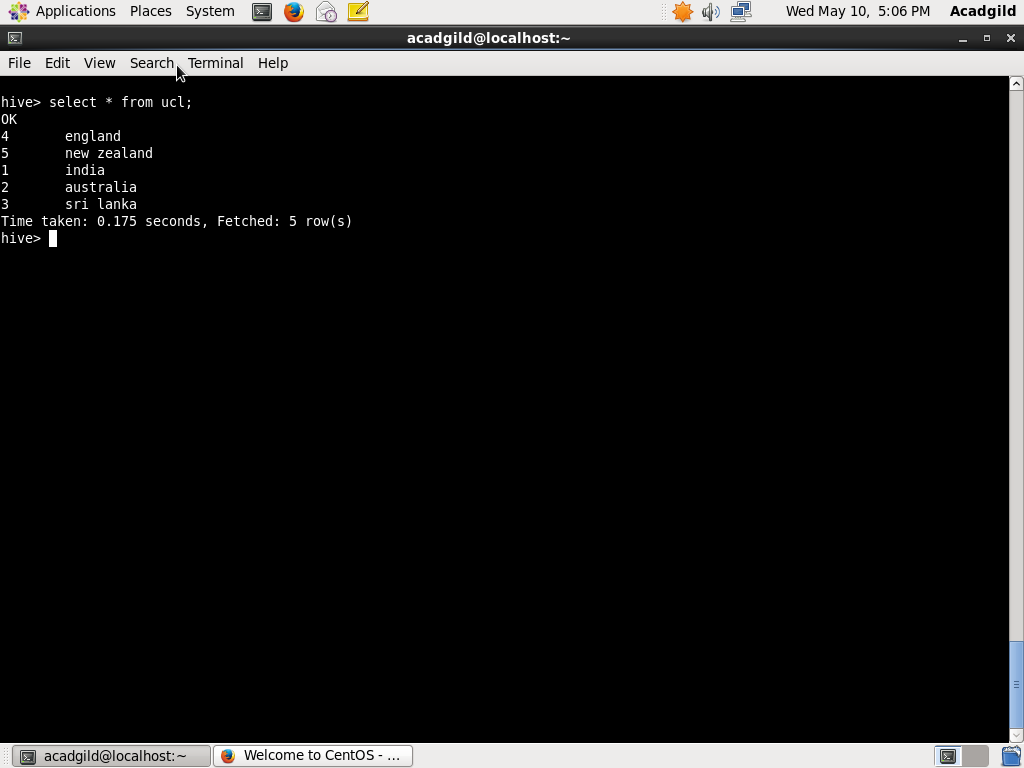 Applications Places System Wed May 10, 5:06 PM Acadgild
acadgild@localhost:~
File Edit View Search Terminal Help
hive> select * from ucl;
OK
4 england
5 new zealand
1 india
2 australia
3 sri lanka
Time taken: 0.175 seconds, Fetched: 5 row(s)
hive>
acadgild@localhost:~ Welcome to CentOS - ...